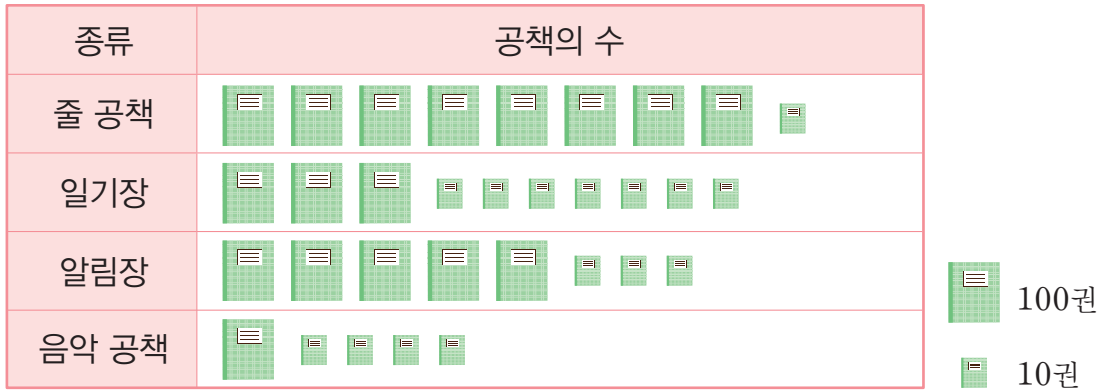 종류 공책의 수
줄 공책
일기장
알림장
음악 공책
100권
10권